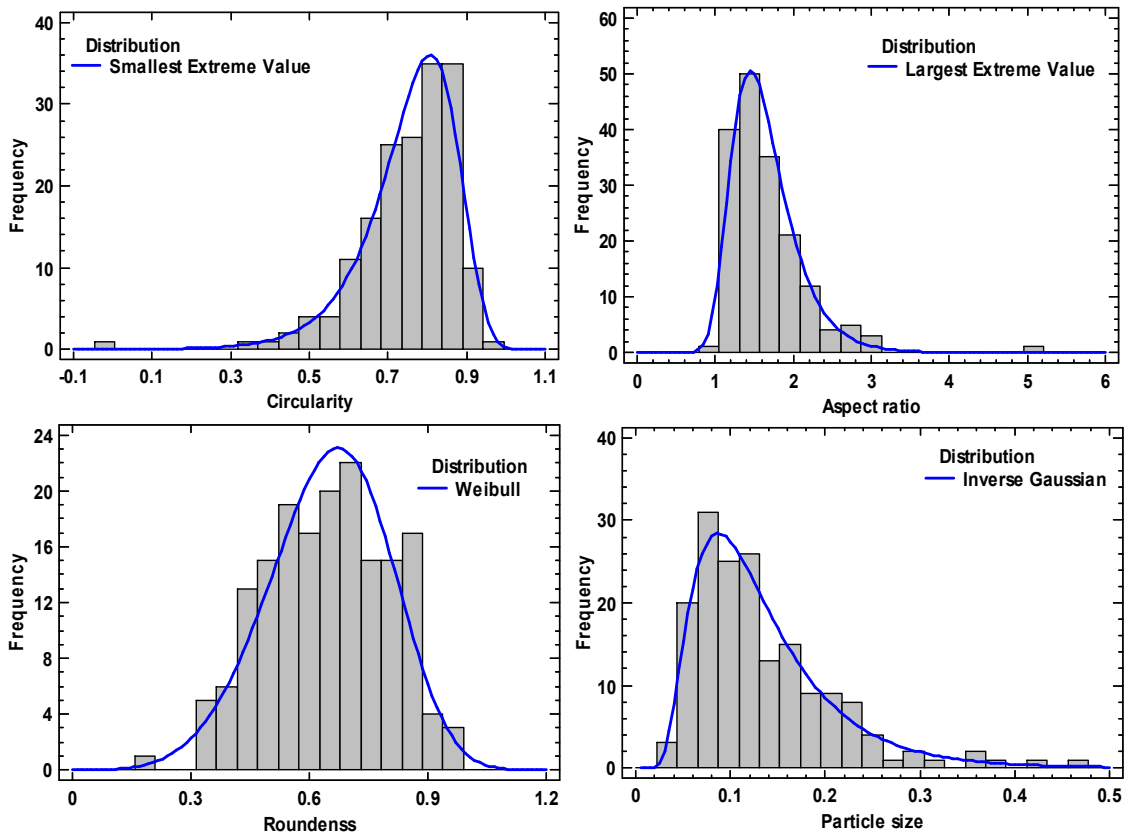 40
30
20
10
0
Frequency
Distribution
Smallest Extreme Value
-0.1 0.1 0.3 0.5 0.7 0.9 1.1
Circularity
60
50
40
30
20
10
0
Frequency
Distribution
Largest Extreme Value
0 1 2 3 4 5 6
Aspect ratio
24
20
16
12
8
4
0
Frequency
Distribution
Weibull
0 0.3 0.6 0.9 1.2
Roundenss
40
30
20
10
0
Frequency
Distribution
Inverse Gaussian
0 0.1 0.2 0.3 0.4 0.5
Particle size